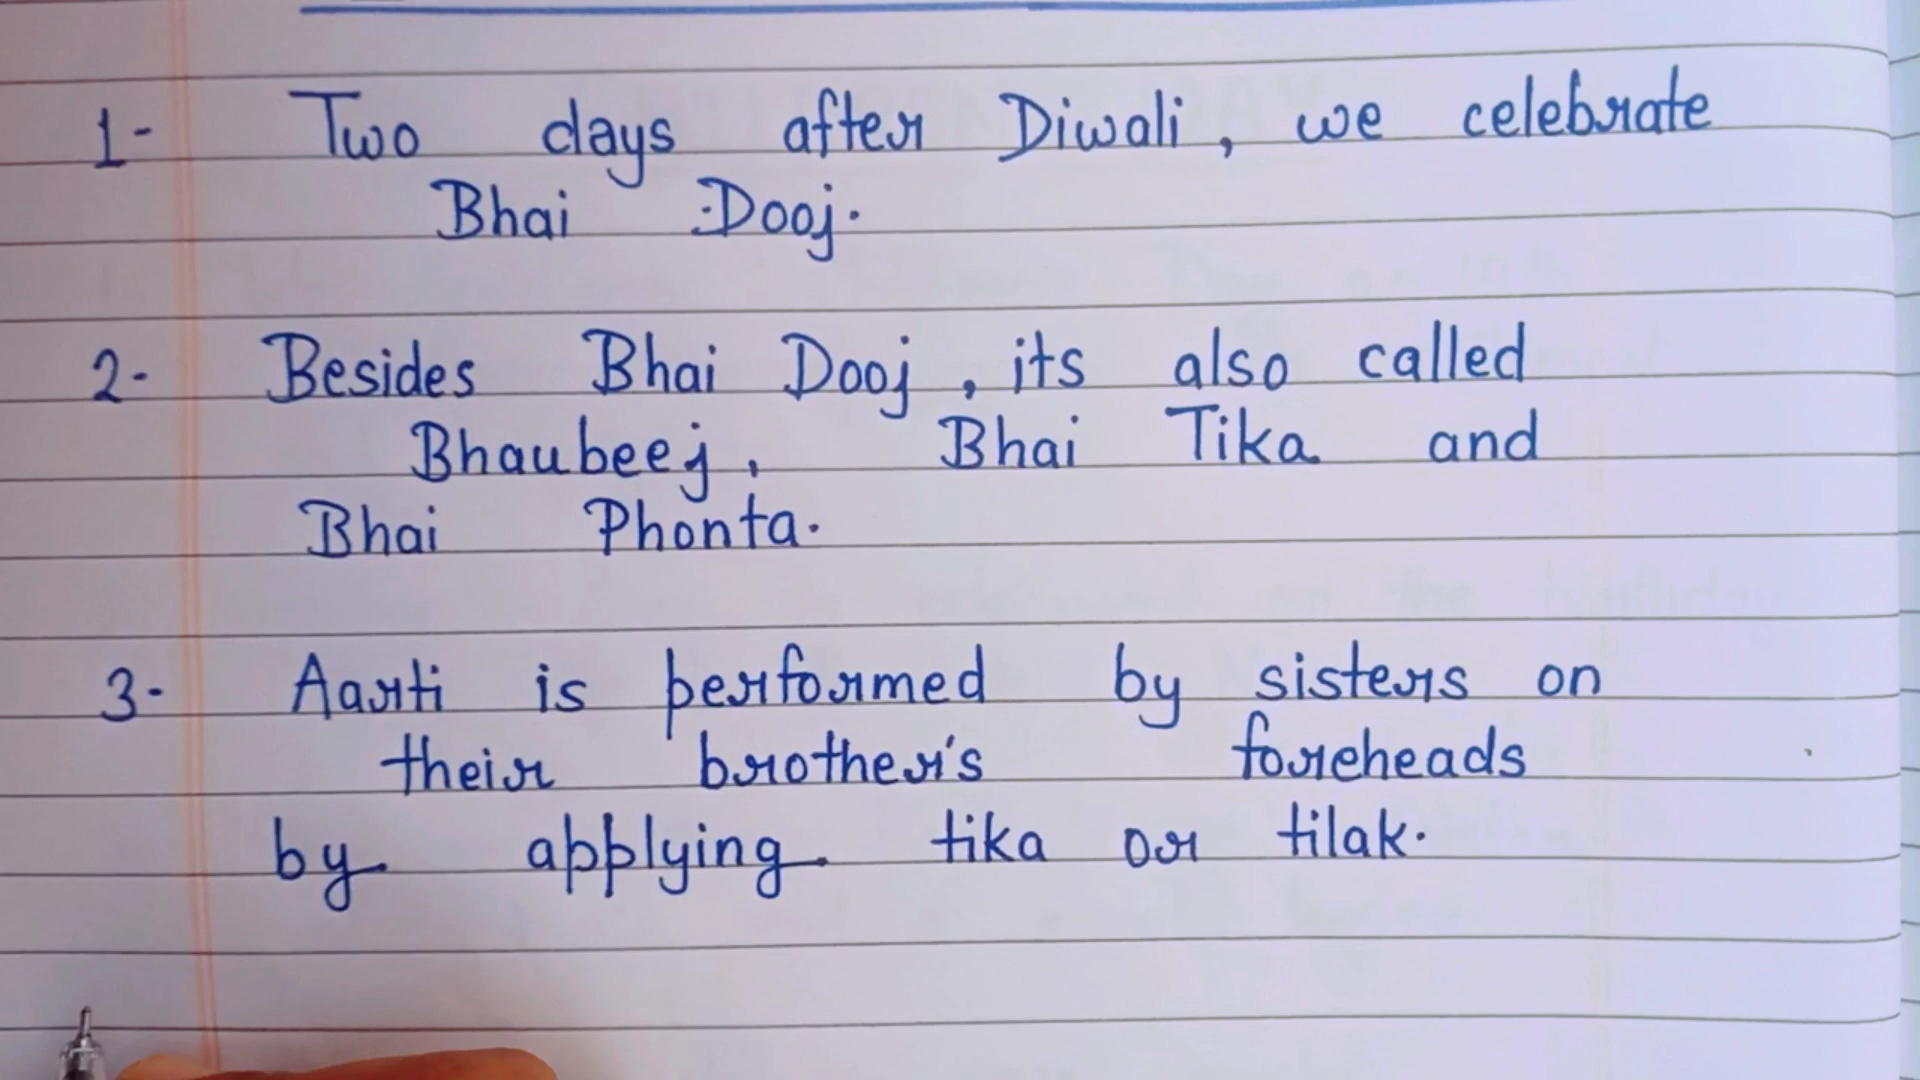 1- Two days after Diwali, we celebrate
Bhai Dooj.
2- Besides Bhai Dooj, its also called
Bhaubeej, Bhai Tika and
Bhai Phonta.
3- Aarti is performed by sisters on
their brother's foreheads
by applying tika or tilak.